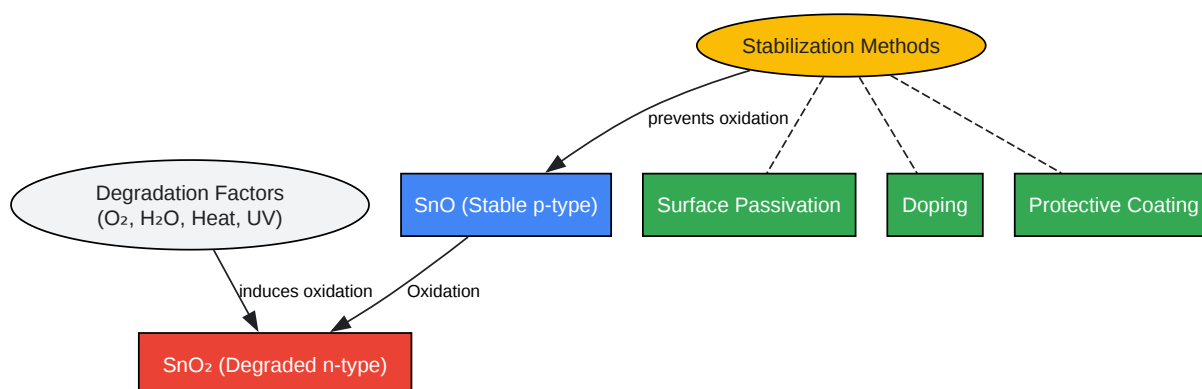 Stabilization Methods
prevents oxidation
Degradation Factors
(O₂, H₂O, Heat, UV)
SnO (Stable p-type)
Surface Passivation
Doping
Protective Coating
induces oxidation
Oxidation
SnO₂ (Degraded n-type)